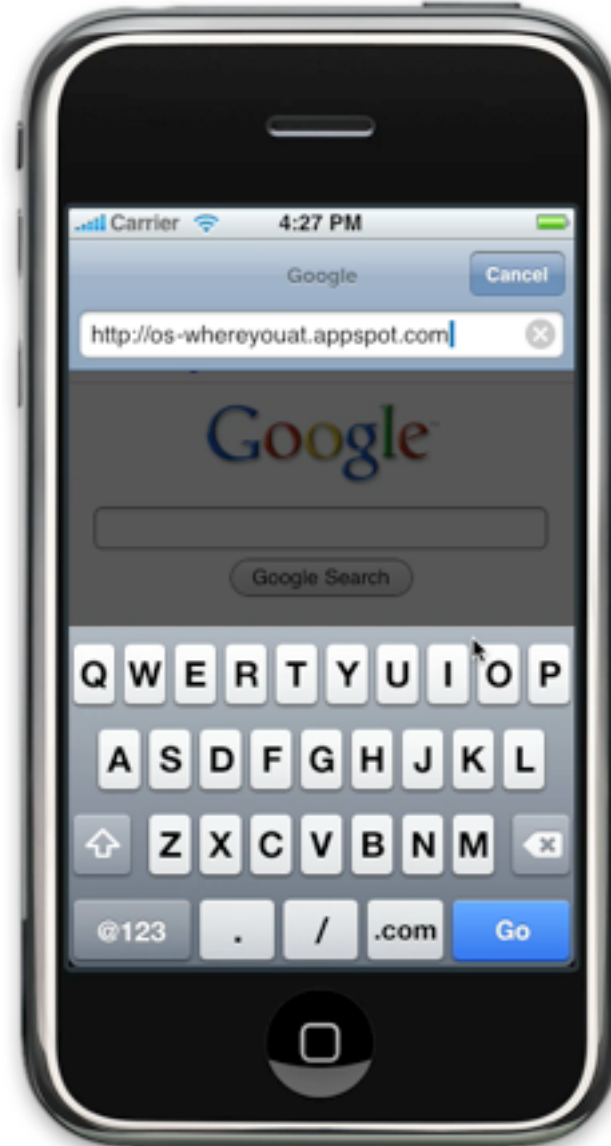 Carrier 4:27 PM
Google Cancel
http://os-whereyouat.appspot.com
Google
Google Search
Q W E R T Y U I O P
A S D F G H J K L
Z X C V B N M
@123 . / .com Go